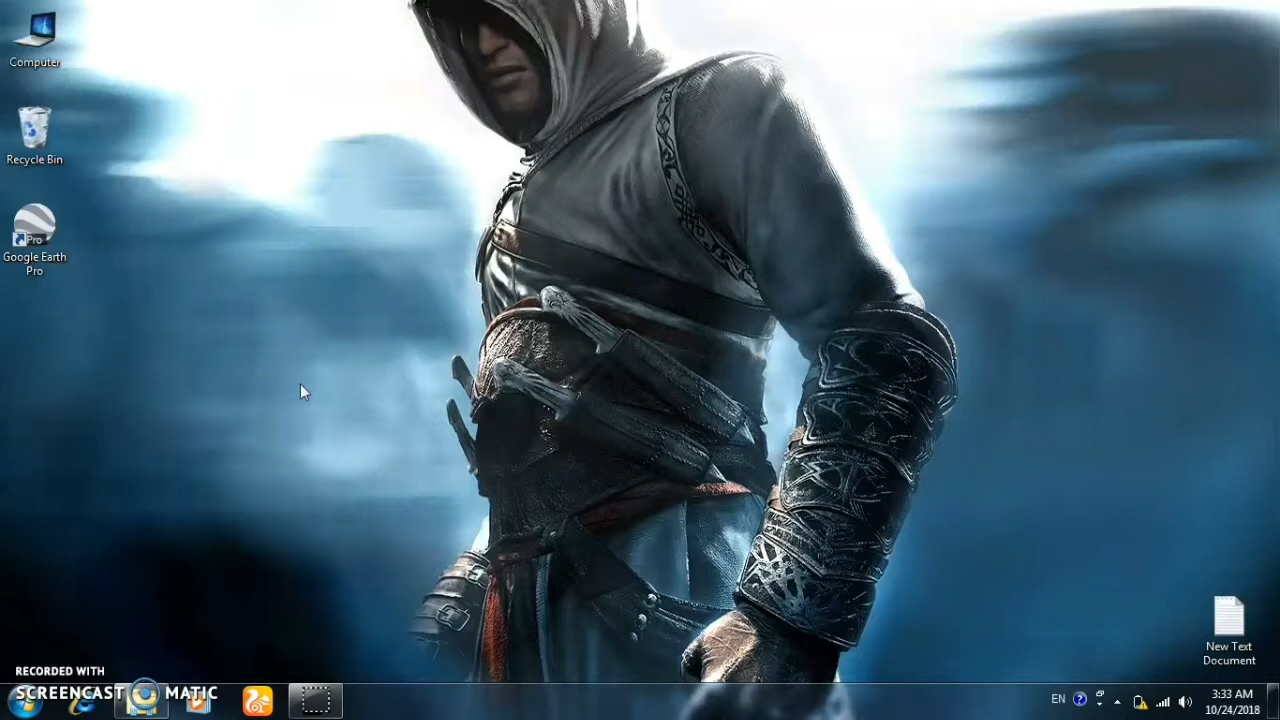 Computer
Recycle Bin
Pro
Google Earth
Pro
New Text
Document
RECORDED WITH
SCREENCAST MATIC
EN
3:33 AM
10/24/2018